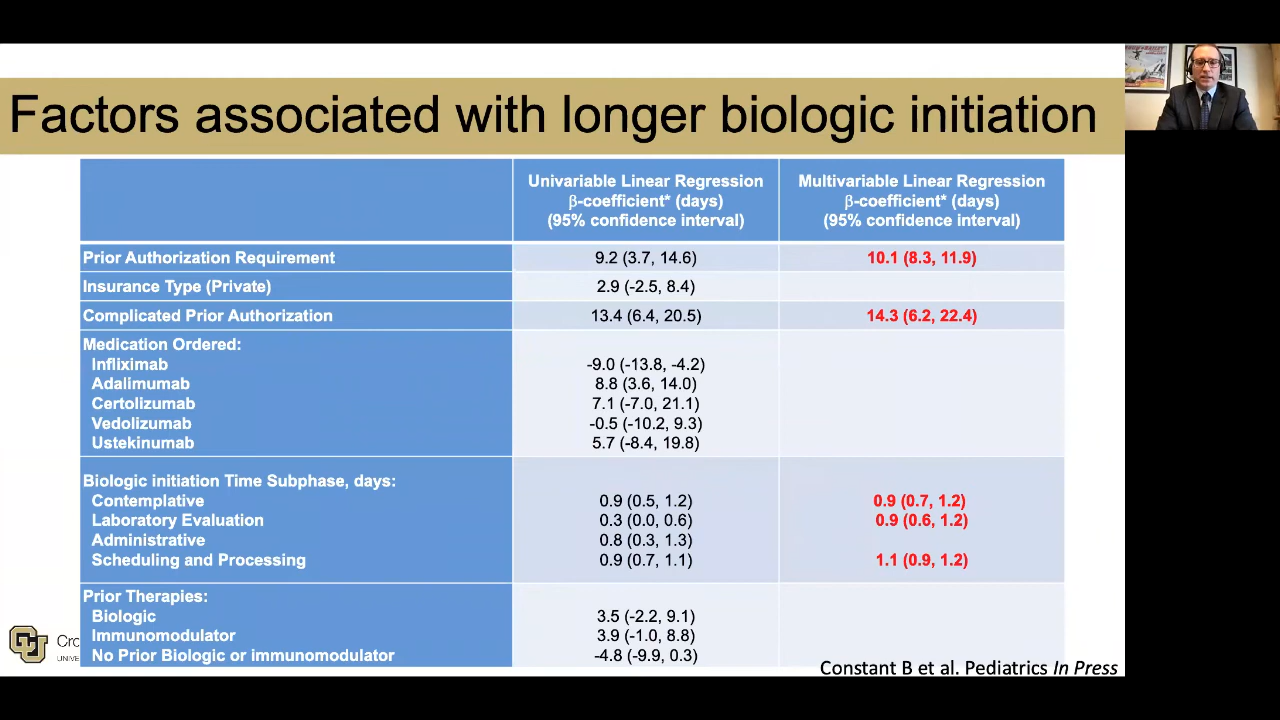 Factors associated with longer biologic initiation
Univariable Linear Regression
β-coefficient* (days)
(95% confidence interval)
Multivariable Linear Regression
β-coefficient* (days)
(95% confidence interval)
Prior Authorization Requirement 9.2 (3.7, 14.6) 10.1 (8.3, 11.9)
Insurance Type (Private) 2.9 (-2.5, 8.4)
Complicated Prior Authorization 13.4 (6.4, 20.5) 14.3 (6.2, 22.4)
Medication Ordered:
Infliximab -9.0 (-13.8, -4.2)
Adalimumab 8.8 (3.6, 14.0)
Certolizumab 7.1 (-7.0, 21.1)
Vedolizumab -0.5 (-10.2, 9.3)
Ustekinumab 5.7 (-8.4, 19.8)
Biologic initiation Time Subphase, days:
Contemplative 0.9 (0.5, 1.2) 0.9 (0.7, 1.2)
Laboratory Evaluation 0.3 (0.0, 0.6) 0.9 (0.6, 1.2)
Administrative 0.8 (0.3, 1.3)
Scheduling and Processing 0.9 (0.7, 1.1) 1.1 (0.9, 1.2)
Prior Therapies:
Biologic 3.5 (-2.2, 9.1)
Immunomodulator 3.9 (-1.0, 8.8)
No Prior Biologic or immunomodulator -4.8 (-9.9, 0.3)
CU
Cro
UNIVE
Constant B et al. Pediatrics In Press